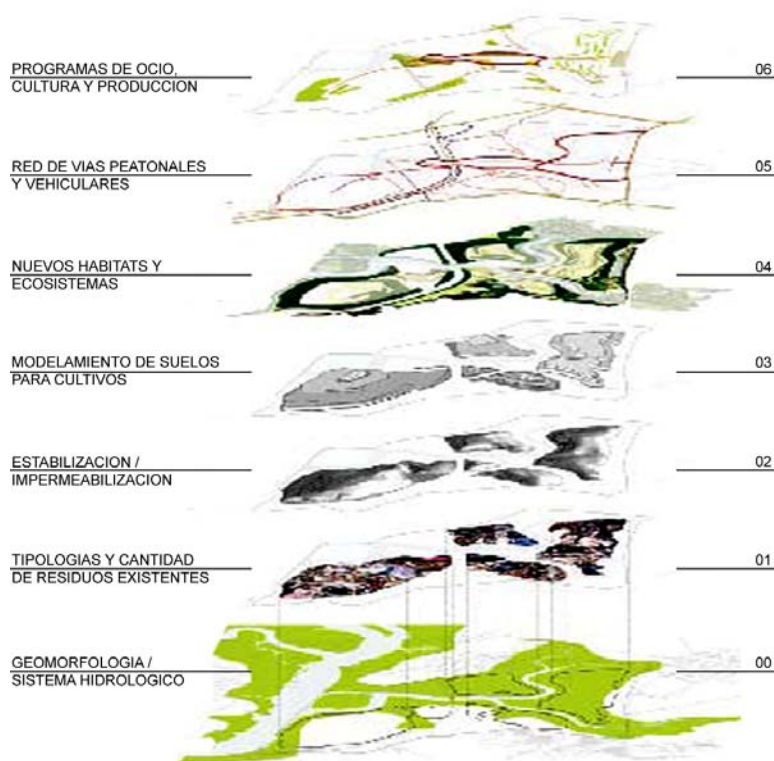 PROGRAMAS DE OCIO,
CULTURA Y PRODUCCION
06
RED DE VIAS PEATONALES
Y VEHICULARES
05
NUEVOS HABITATS Y
ECOSISTEMAS
04
MODELAMIENTO DE SUELOS
PARA CULTIVOS
03
ESTABILIZACION /
IMPERMEABILIZACION
02
TIPOLOGIAS Y CANTIDAD
DE RESIDUOS EXISTENTES
01
GEOMORFOLOGIA /
SISTEMA HIDROLOGICO
00